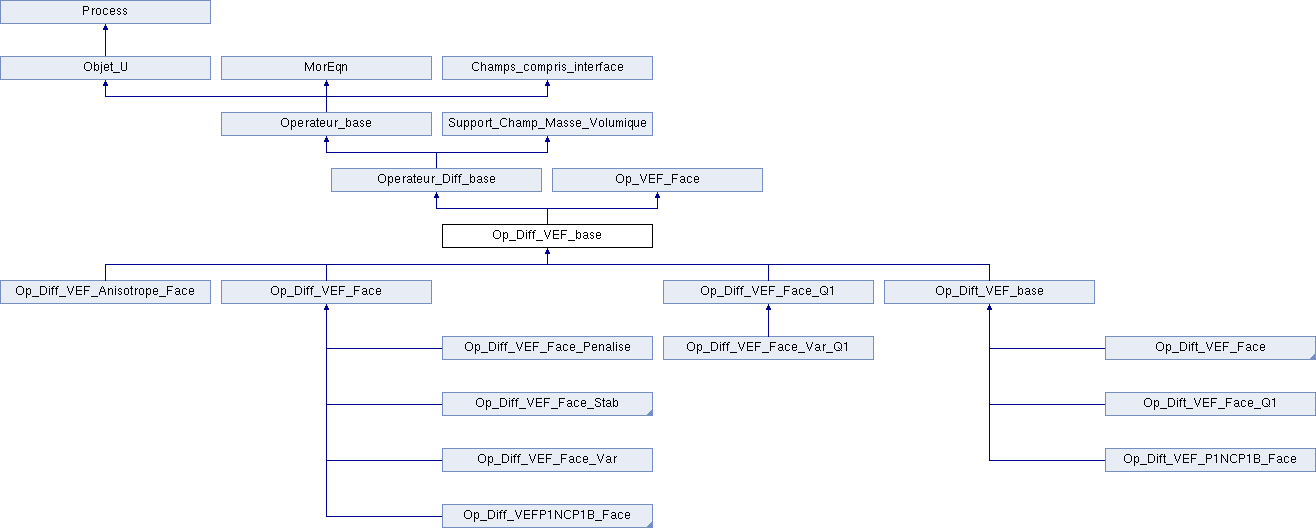 Process
Objet_U
MorEqn
Champs_compris_interface
Operateur_base
Support_Champ_Masse_Volumique
Operateur_Diff_base
Op_VEF_Face
Op_Diff_VEF_base
Op_Diff_VEF_Anisotrope_Face
Op_Diff_VEF_Face
Op_Diff_VEF_Face_Q1
Op_Dift_VEF_base
Op_Diff_VEF_Face_Penalise
Op_Diff_VEF_Face_Var_Q1
Op_Dift_VEF_Face
Op_Diff_VEF_Face_Stab
Op_Dift_VEF_Face_Q1
Op_Diff_VEF_Face_Var
Op_Dift_VEF_P1NCP1B_Face
Op_Diff_VEFP1NCP1B_Face